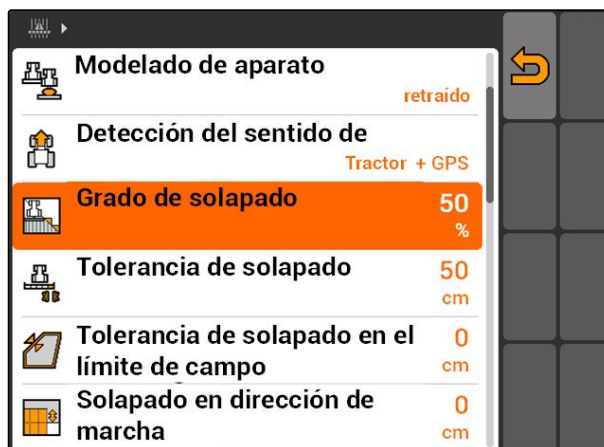 Modelado de aparato
retraído
Detección del sentido de
Tractor + GPS
Grado de solapado
50
%
Tolerancia de solapado
50
cm
Tolerancia de solapado en el
límite de campo
0
cm
Solapado en dirección de
marcha
0
cm